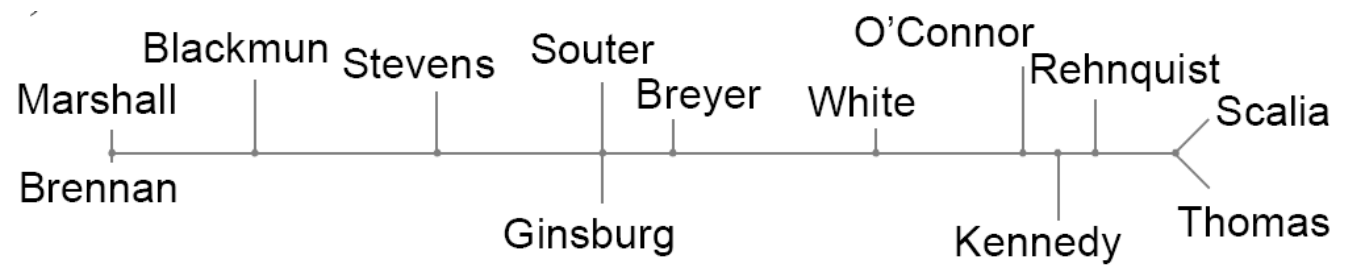 Marshall
Blackmun
Stevens
Souter
Breyer
White
O’Connor
Rehnquist
Scalia
Brennan
Ginsburg
Kennedy
Thomas